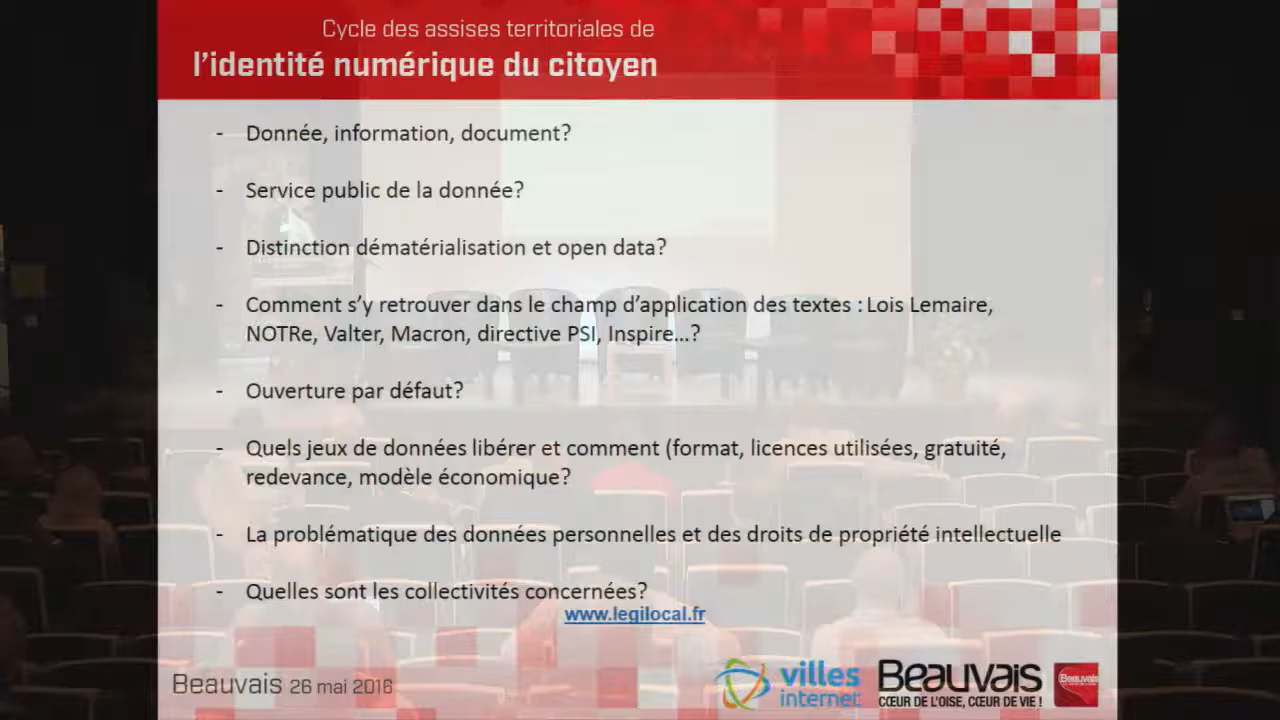 Cycle des assises territoriales de
l'identité numérique du citoyen
- Donnée, information, document?
- Service public de la donnée?
- Distinction dématérialisation et open data?
- Comment s'y retrouver dans le champ d'application des textes : Lois Lemaire,
NOTRe, Valter, Macron, directive PSI, Inspire…?
- Ouverture par défaut?
- Quels jeux de données libérer et comment (format, licences utilisées, gratuité,
redevance, modèle économique?
- La problématique des données personnelles et des droits de propriété intellectuelle
- Quelles sont les collectivités concernées?
www.legilocal.fr
Beauvais 26 mai 2016
villes
internet
Beauvais
CŒUR DE L'OISE, CŒUR DE VIE !
Beauvais